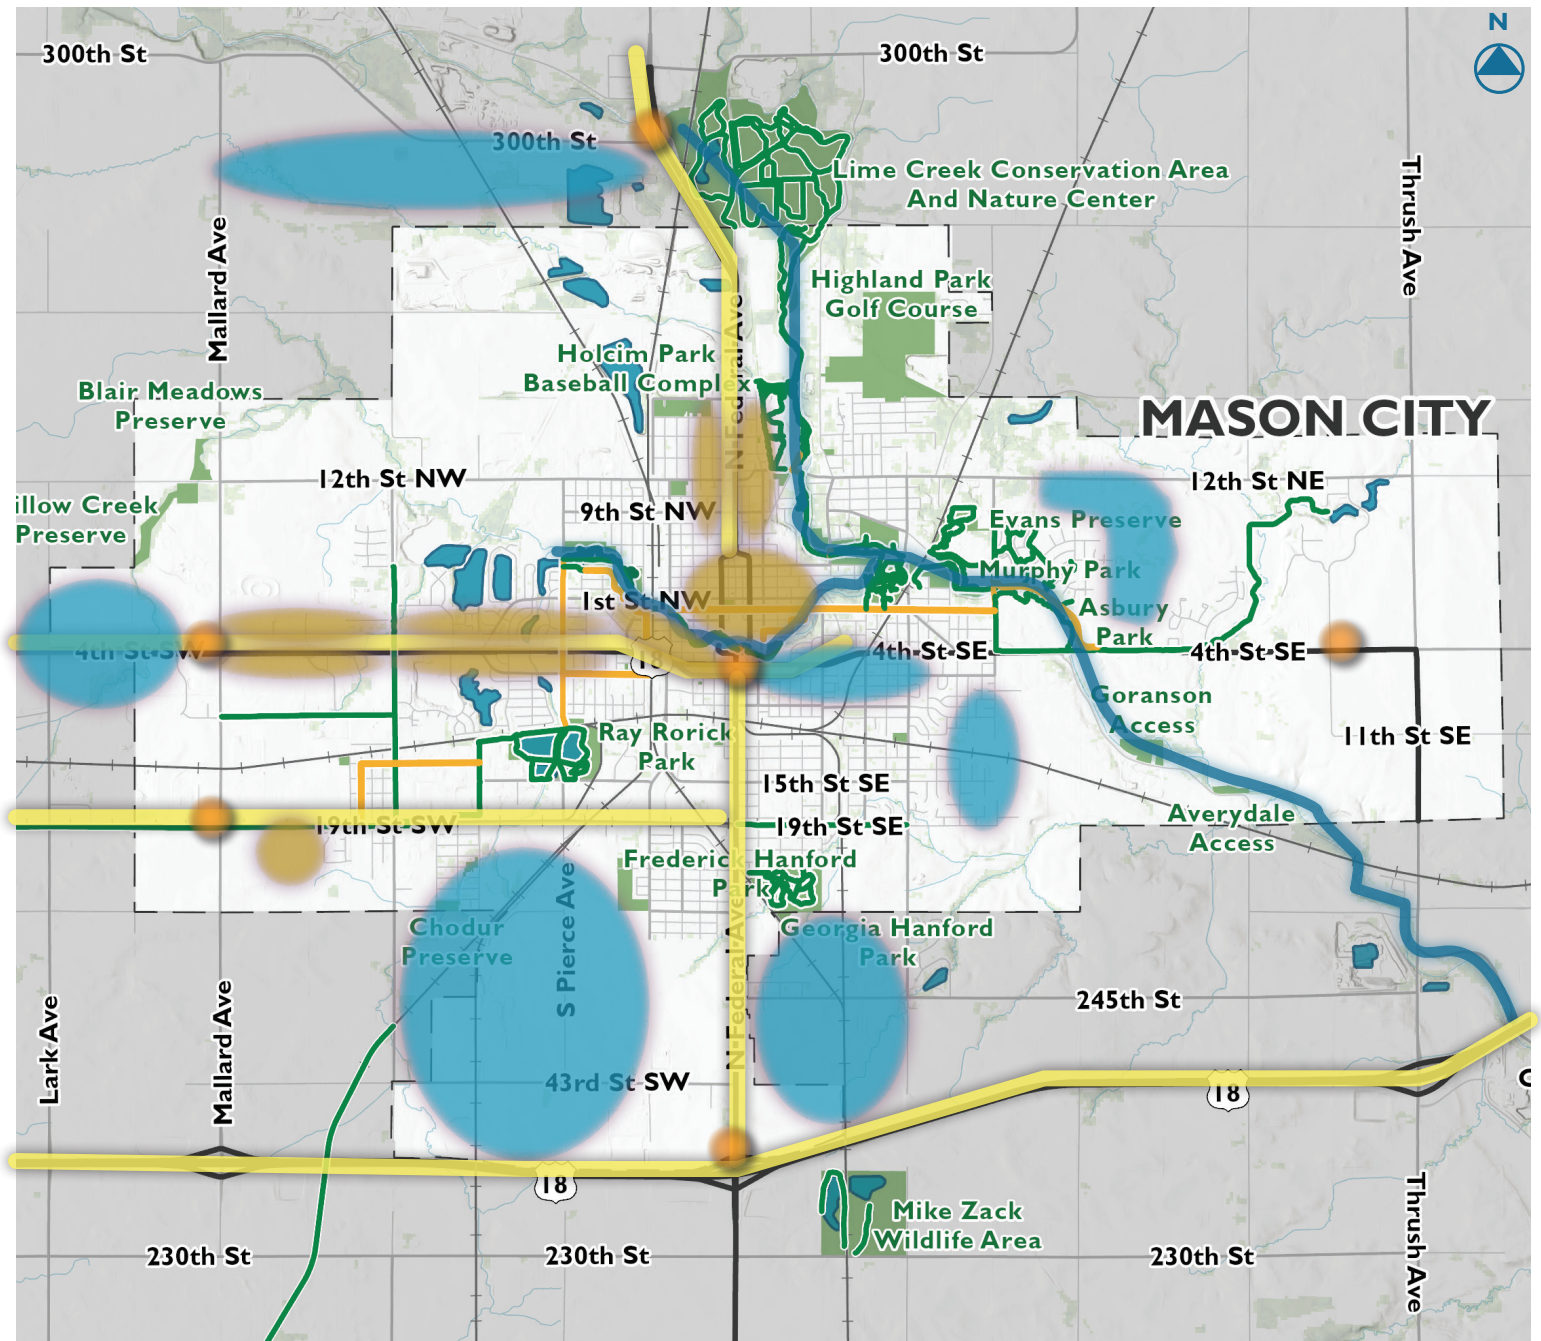 N
300th St
300th St
300th St
Lime Creek Conservation Area
And Nature Center
Thrush Ave
Mallard Ave
Highland Park
Golf Course
N Federal Ave
Holcim Park
Baseball Complex
Blair Meadows
Preserve
MASON CITY
12th St NW
12th St NE
illow Creek
Preserve
9th St NW
Evans Preserve
Murphy Park
1st St NW
Asbury
Park
4th St SW
18
4th St SE
4th St SE
Goranson
Access
Ray Rorick
Park
11th St SE
15th St SE
19th St SW
19th St SE
Averydale
Access
Frederick Hanford
Park
S Pierce Ave
N Federal Ave
Chodur
Preserve
Georgia Hanford
Park
Lark Ave
Mallard Ave
245th St
43rd St SW
18
18
Mike Zack
Wildlife Area
Thrush Ave
230th St
230th St
230th St